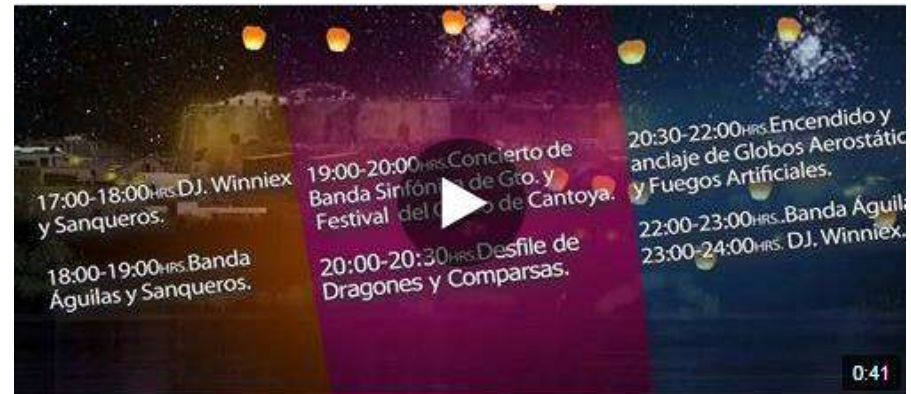 17:00-18:00HRS.DJ. Winniex
y Sanqueros.
18:00-19:00HRS.Banda
Águilas y Sanqueros.
19:00-20:00HRS.Concierto de
Banda Sinfónica de Gto. y
Festival del de Cantoya.
20:00-20:30HRS.Desfile de
Dragones y Comparsas.
20:30-22:00HRS.Encendido y
anclaje de Globos Aerostátic
y Fuegos Artificiales.
22:00-23:00HRS..Banda Águila
23:00-24:00HRS. DJ. Winniex.
0:41